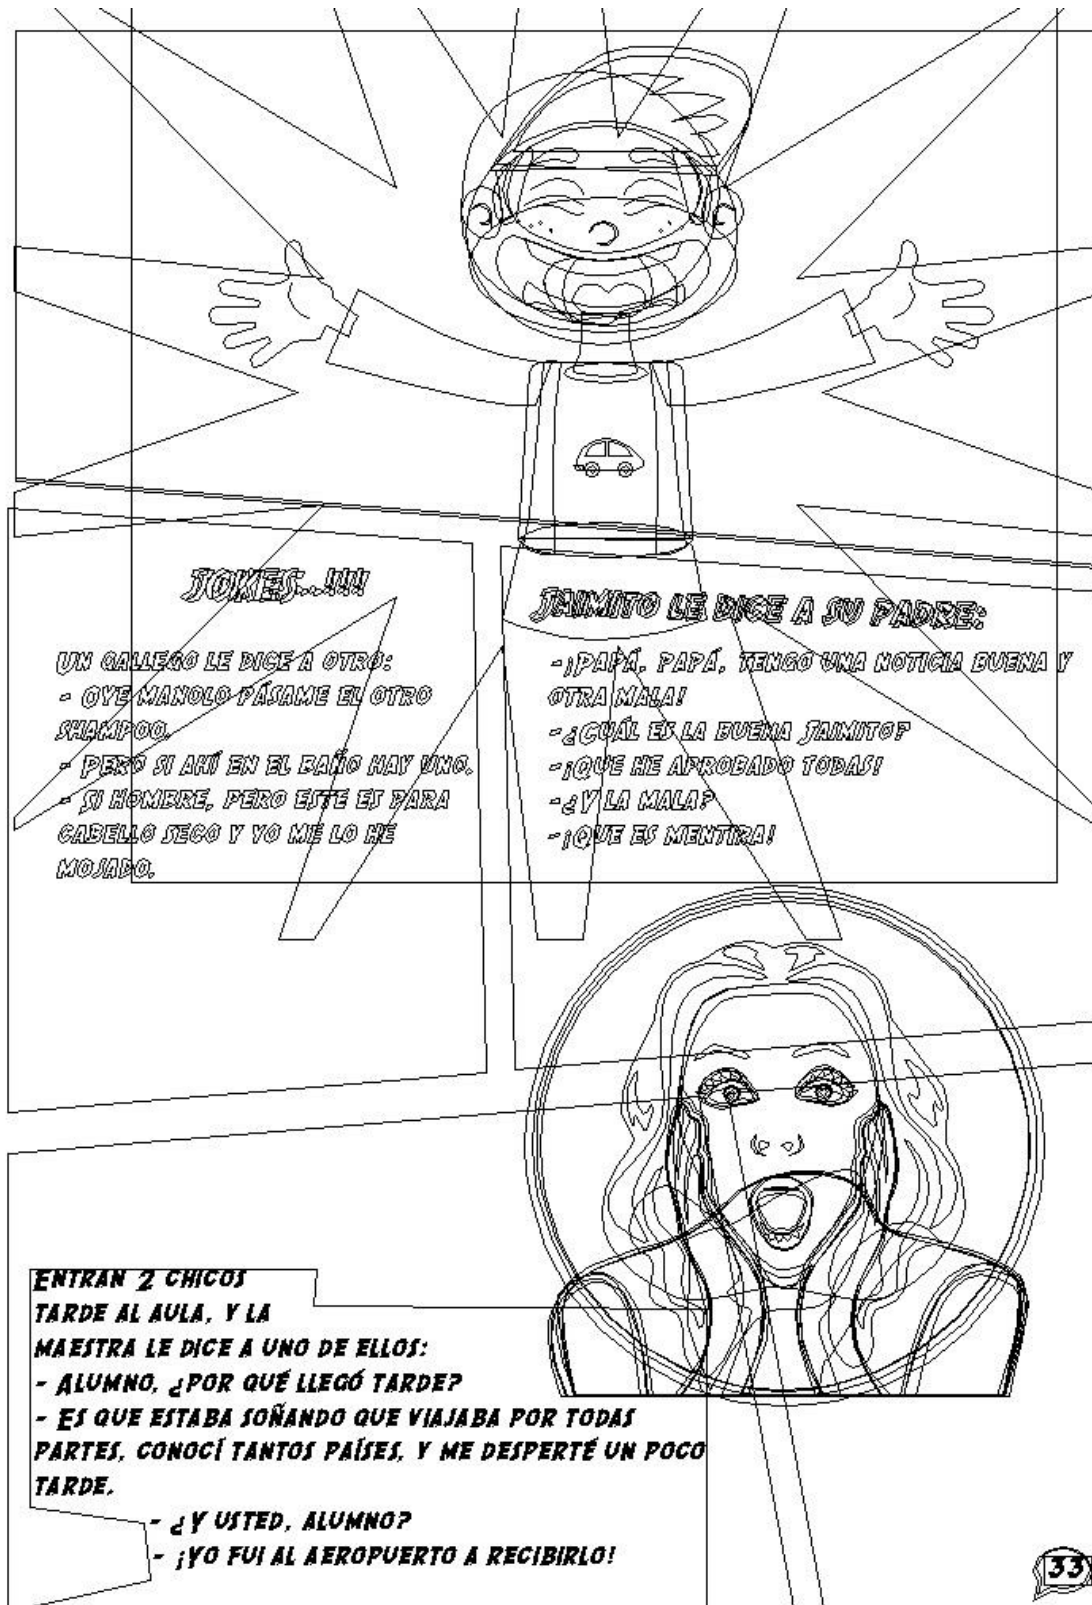 JOKES...!!!!
UN GALLEGO LE DICE A OTRO:
- OYE MANOLO PÁSAME EL OTRO
SHAMPOO.
- PERO SI AHÍ EN EL BAÑO HAY UNO.
- SI HOMBRE, PERO ESTE ES PARA
CABELLO SECO Y YO ME LO HE
MOJADO.
JAIMITO LE DICE A SU PADRE:
- ¡PAPÁ, PAPÁ, TENGO UNA NOTICIA BUENA Y
OTRA MALA!
- ¿CUÁL ES LA BUENA JAIMITO?
- ¡QUE HE APROBADO TODAS!
- ¿Y LA MALA?
- ¡QUE ES MENTIRA!
ENTRAN 2 CHICOS
TARDE AL AULA, Y LA
MAESTRA LE DICE A UNO DE ELLOS:
- ALUMNO, ¿POR QUÉ LLEGÓ TARDE?
- ES QUE ESTABA SOÑANDO QUE VIAJABA POR TODAS
PARTES, CONOCÍ TANTOS PAÍSES, Y ME DESPERTÉ UN POCO
TARDE.
- ¿Y USTED, ALUMNO?
- ¡YO FUI AL AEROPUERTO A RECIBIRLO!
33